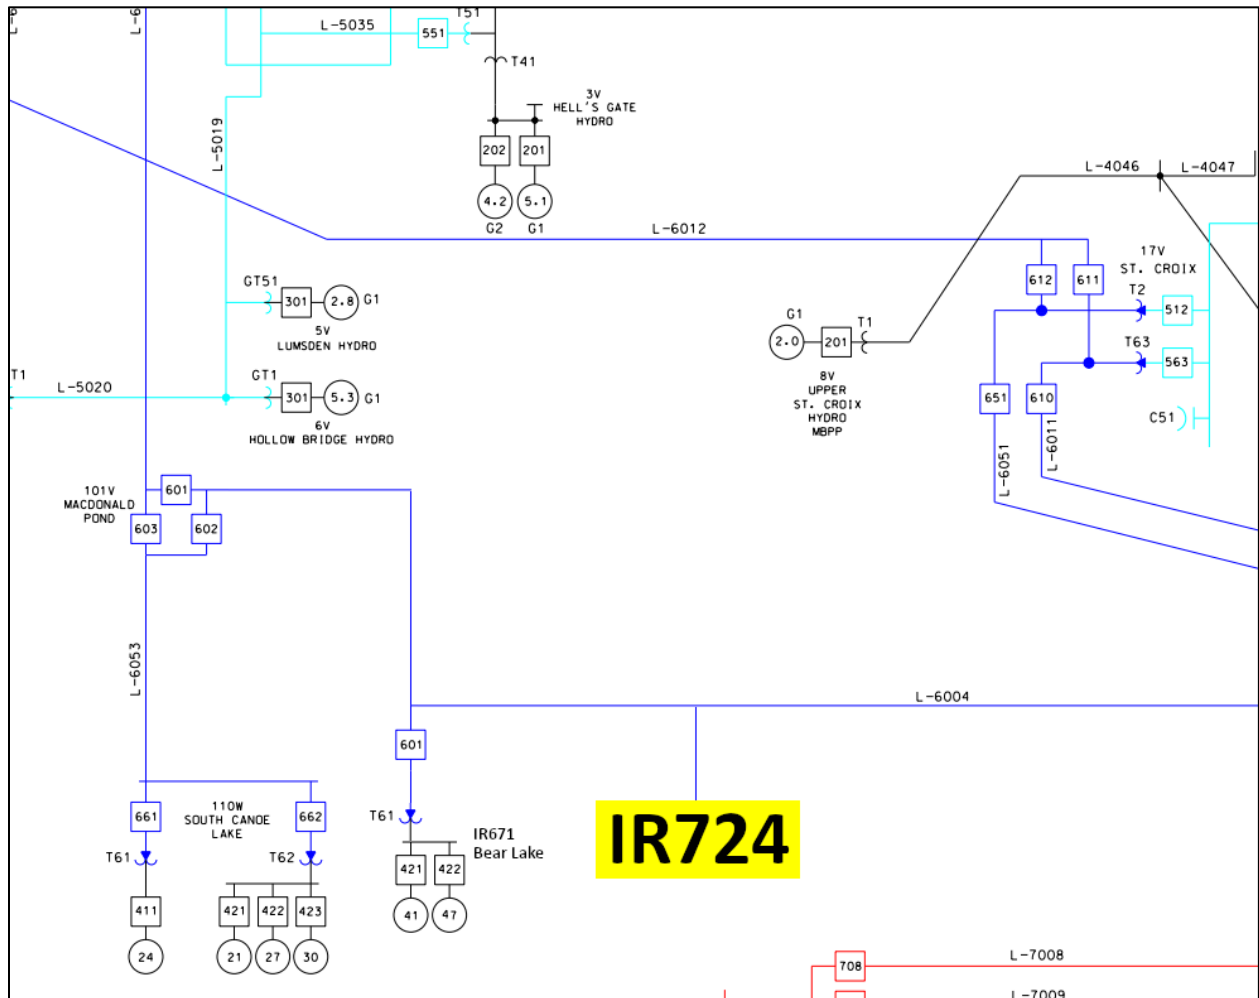 L-6
L-6
L-5035
551
T51
T41
3V
HELL'S GATE
HYDRO
L-5019
202
201
4.2
5.1
G2
G1
L-4046
L-4047
L-6012
17V
ST. CROIX
612
611
T2
512
GT51
301
2.8
G1
5V
LUMSDEN HYDRO
G1
2.0
201
T1
T63
563
8V
UPPER
ST. CROIX
HYDRO
MBPP
T1
L-5020
GT1
301
5.3
G1
6V
HOLLOW BRIDGE HYDRO
651
610
C51
L-6051
L-6011
101V
MACDONALD
POND
601
603
602
L-6053
L-6004
601
110W
SOUTH CANOE
LAKE
661
662
T61
T62
T61
IR671
Bear Lake
IR724
421
422
411
421
422
423
41
47
24
21
27
30
708
L-7008
L-7009